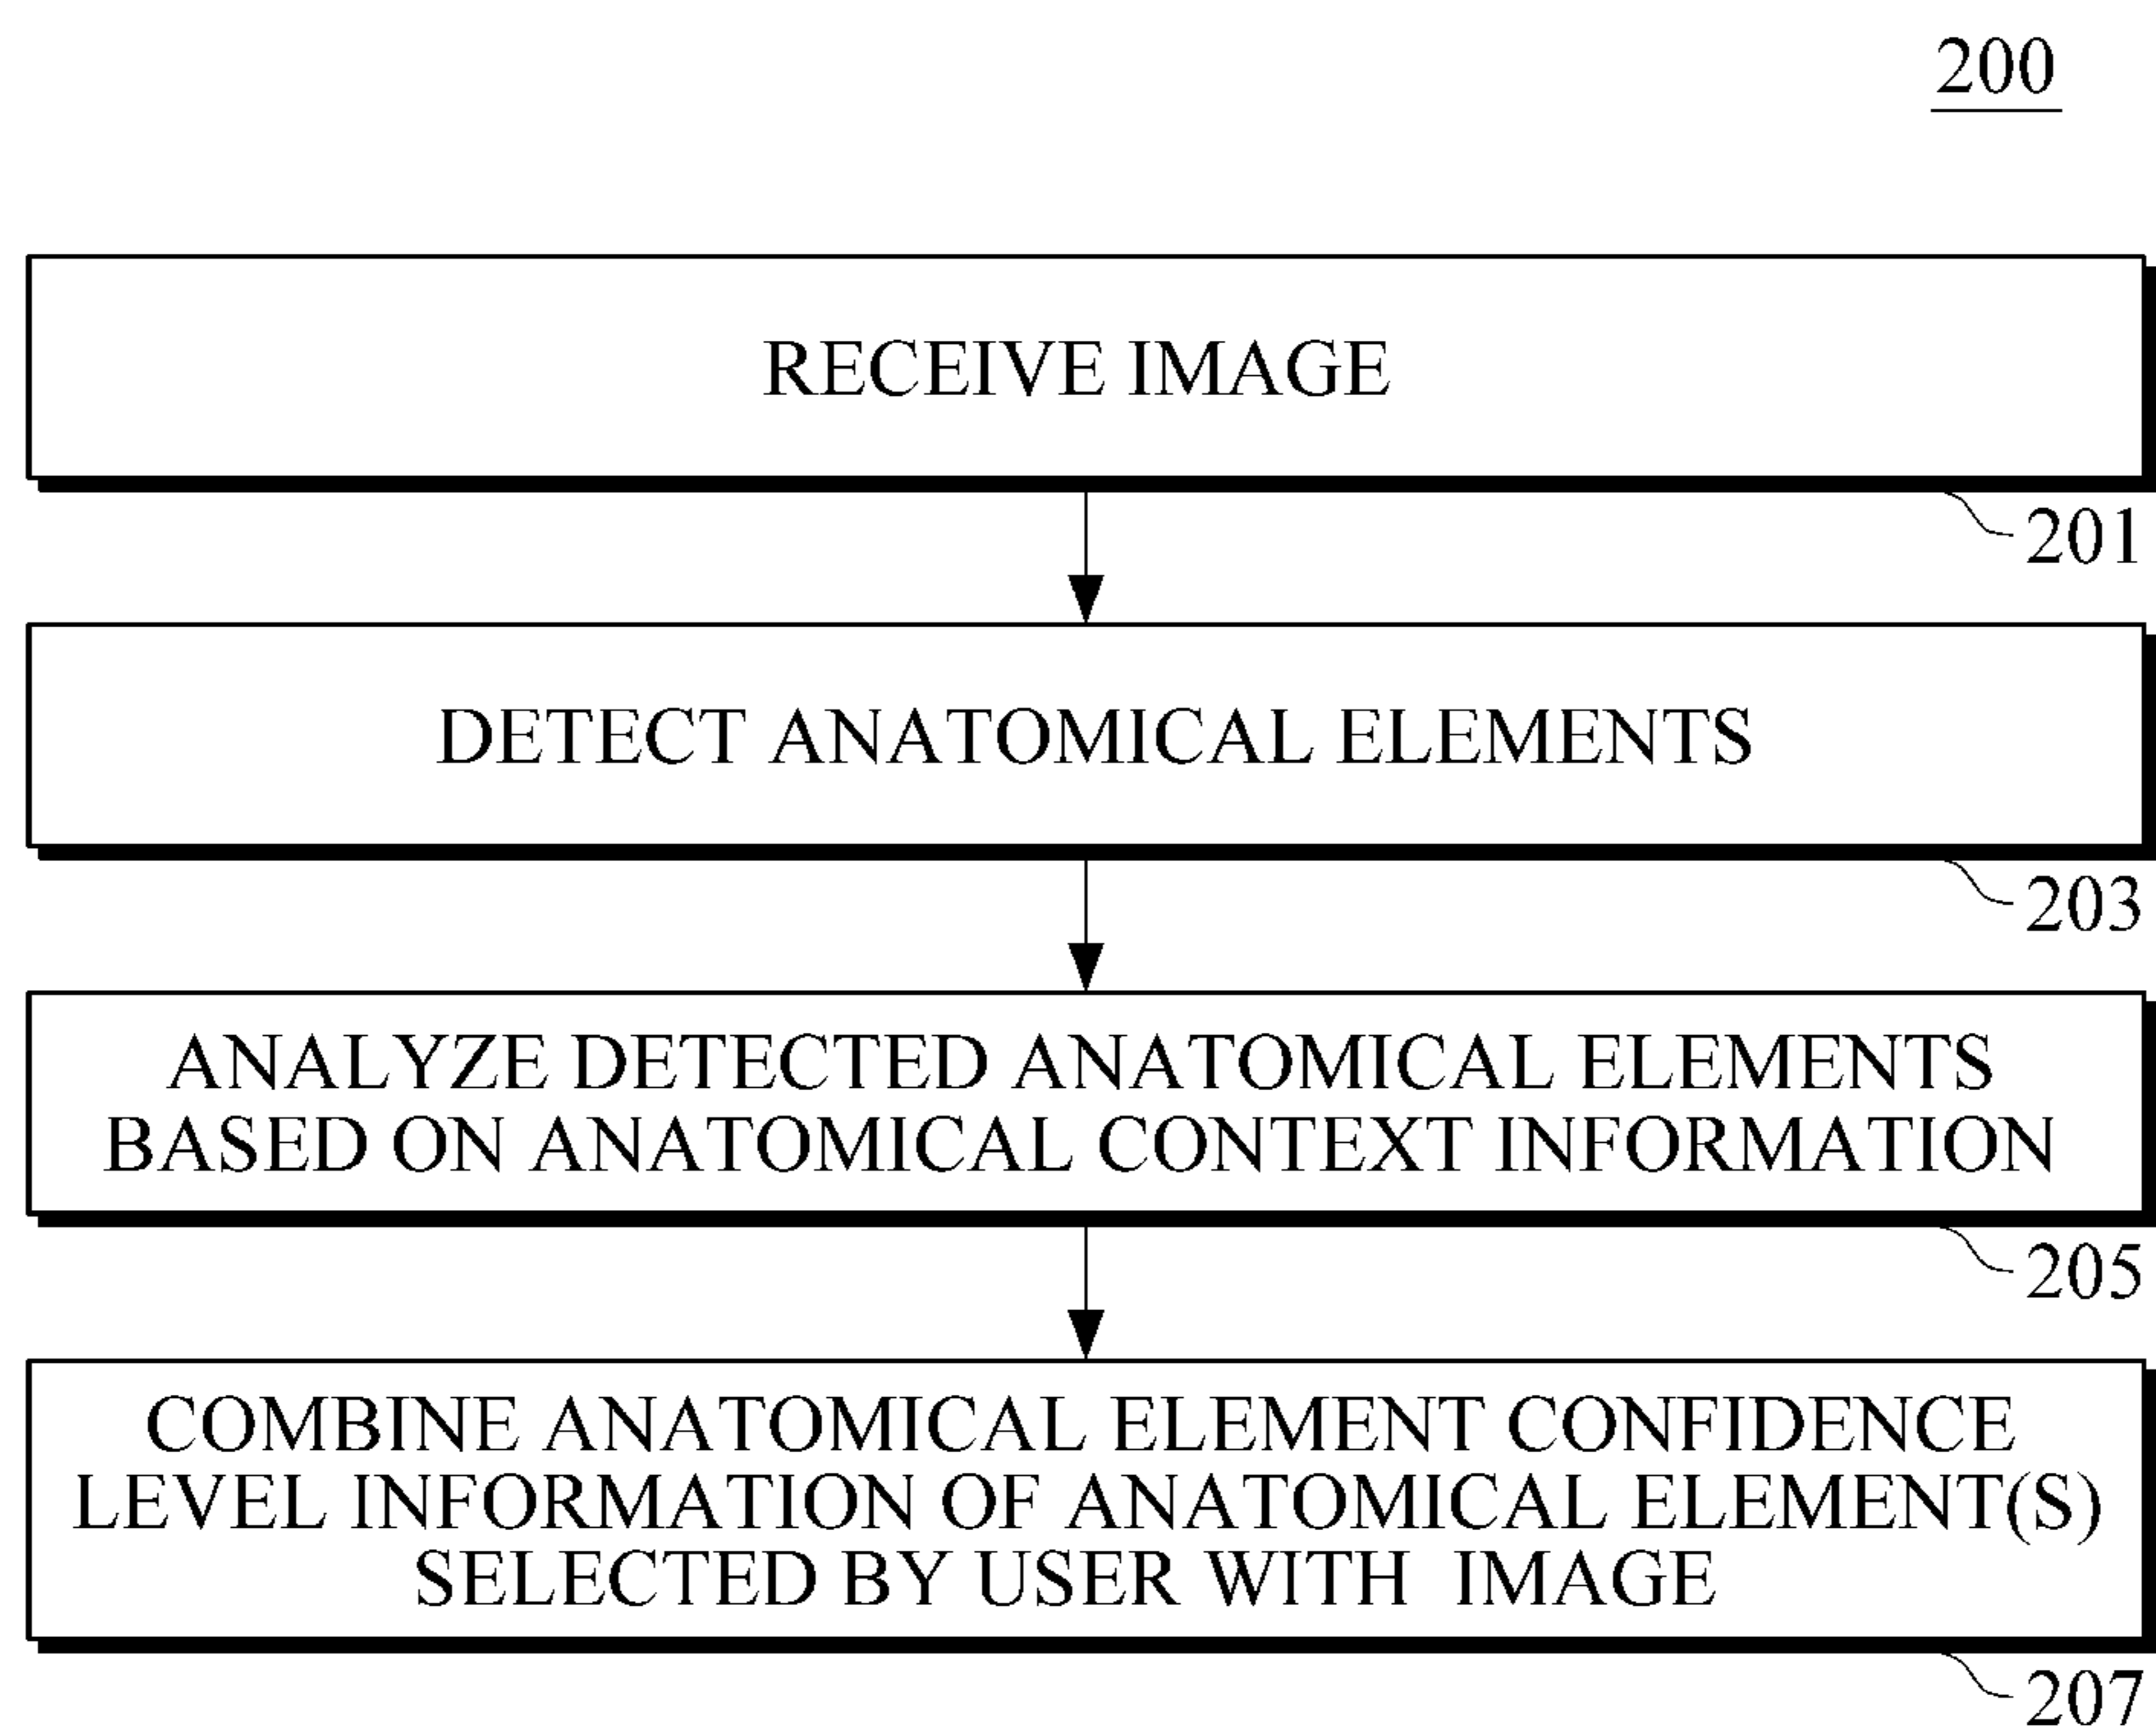 200
RECEIVE IMAGE
201
DETECT ANATOMICAL ELEMENTS
203
ANALYZE DETECTED ANATOMICAL ELEMENTS
BASED ON ANATOMICAL CONTEXT INFORMATION
205
COMBINE ANATOMICAL ELEMENT CONFIDENCE
LEVEL INFORMATION OF ANATOMICAL ELEMENT(S)
SELECTED BY USER WITH IMAGE
207